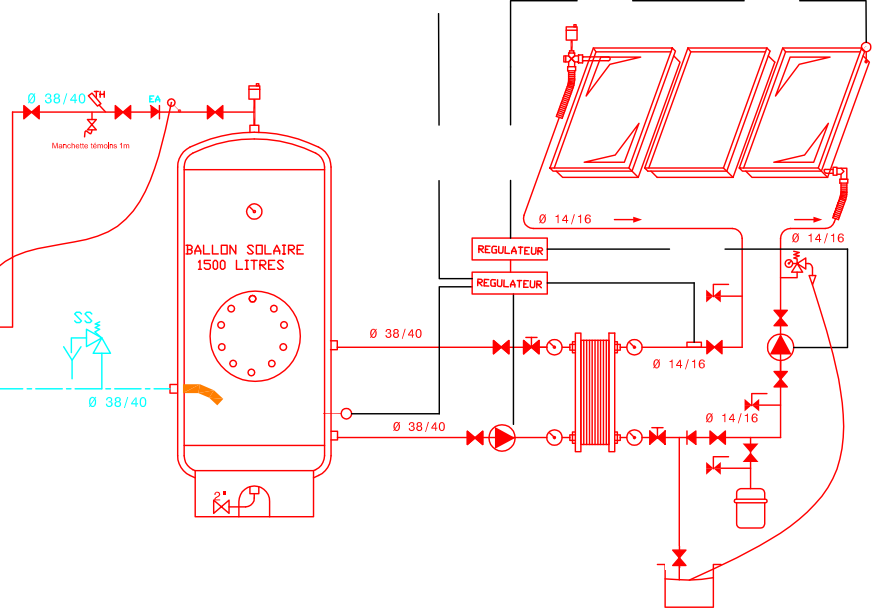 Ø 38/40
TH
EA
Manchette témoins 1m
Ø 14/16
Ø 14/16
BALLON SOLAIRE
1500 LITRES
REGULATEUR
REGULATEUR
SS
Ø 38/40
Ø 14/16
Ø 38/40
Ø 14/16
Ø 38/40
2"